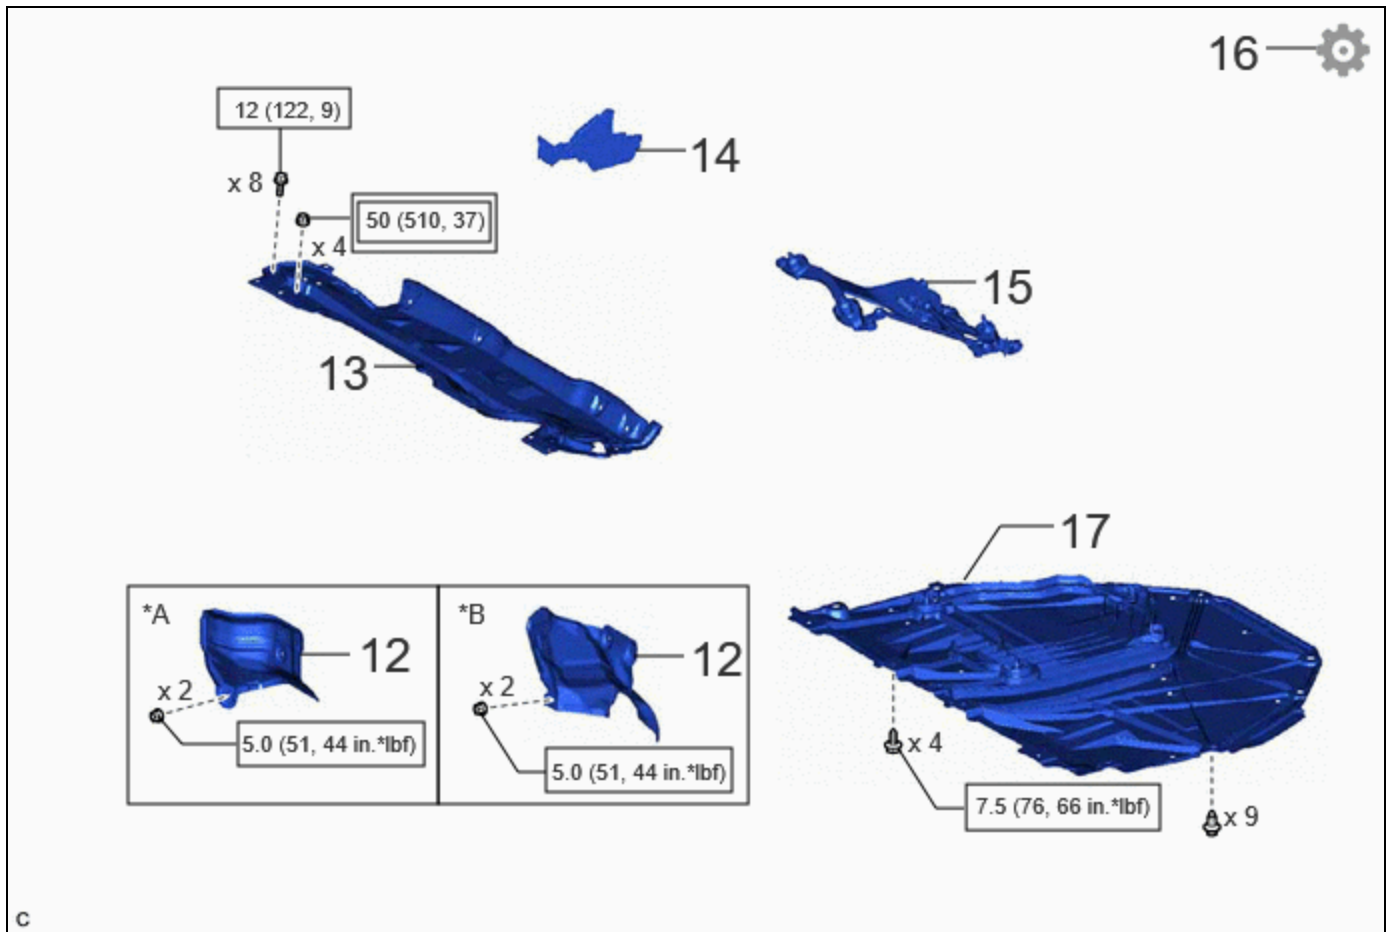 16
12 (122, 9)
14
x 8
50 (510, 37)
x 4
15
13
17
*A
12
x 2
5.0 (51, 44 in.*lbf)
*B
12
x 2
5.0 (51, 44 in.*lbf)
x 4
7.5 (76, 66 in.*lbf)
x 9
C